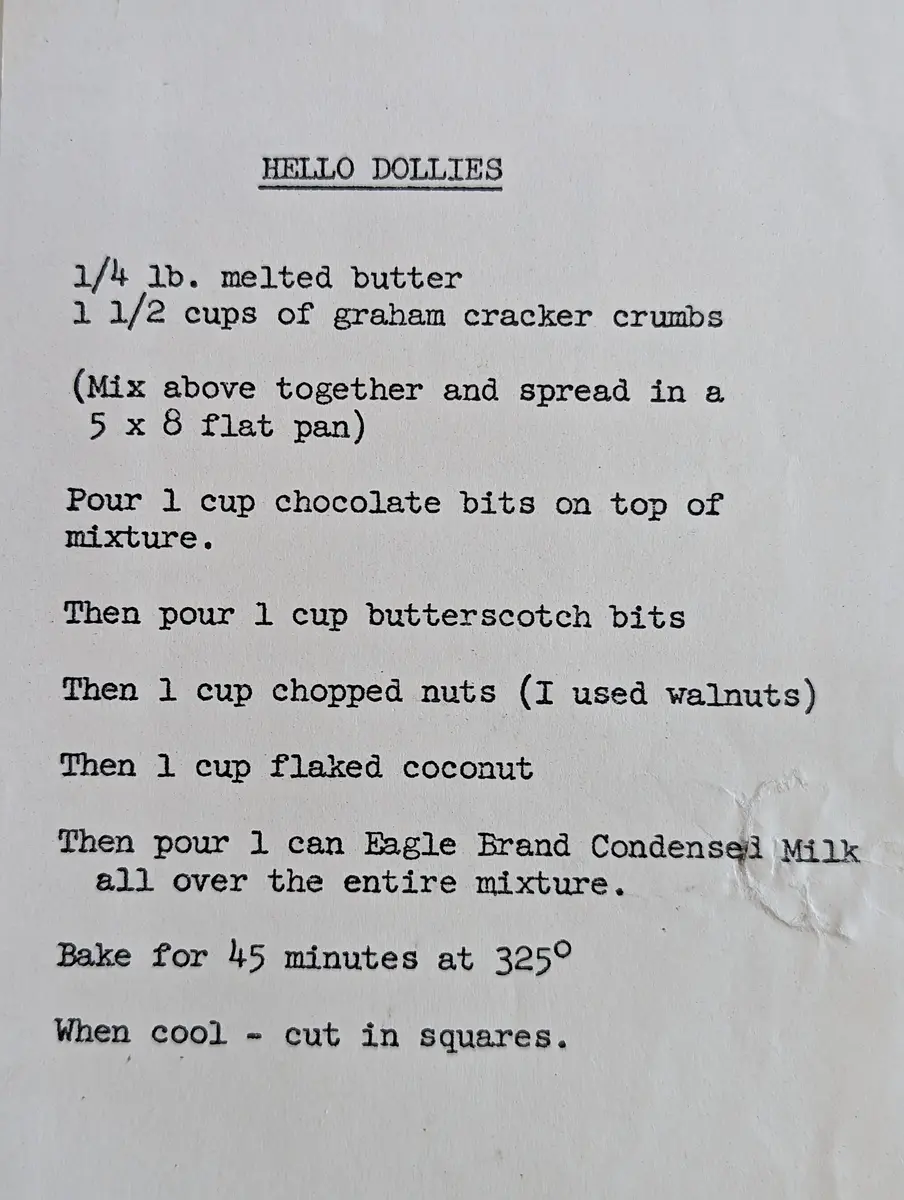 HELLO DOLLIES
1/4 lb. melted butter
1 1/2 cups of graham cracker crumbs
(Mix above together and spread in a
5 x 8 flat pan)
Pour 1 cup chocolate bits on top of
mixture.
Then pour 1 cup butterscotch bits
Then 1 cup chopped nuts (I used walnuts)
Then 1 cup flaked coconut
Then pour 1 can Eagle Brand Condensed Milk
all over the entire mixture.
Bake for 45 minutes at 325°
When cool - cut in squares.